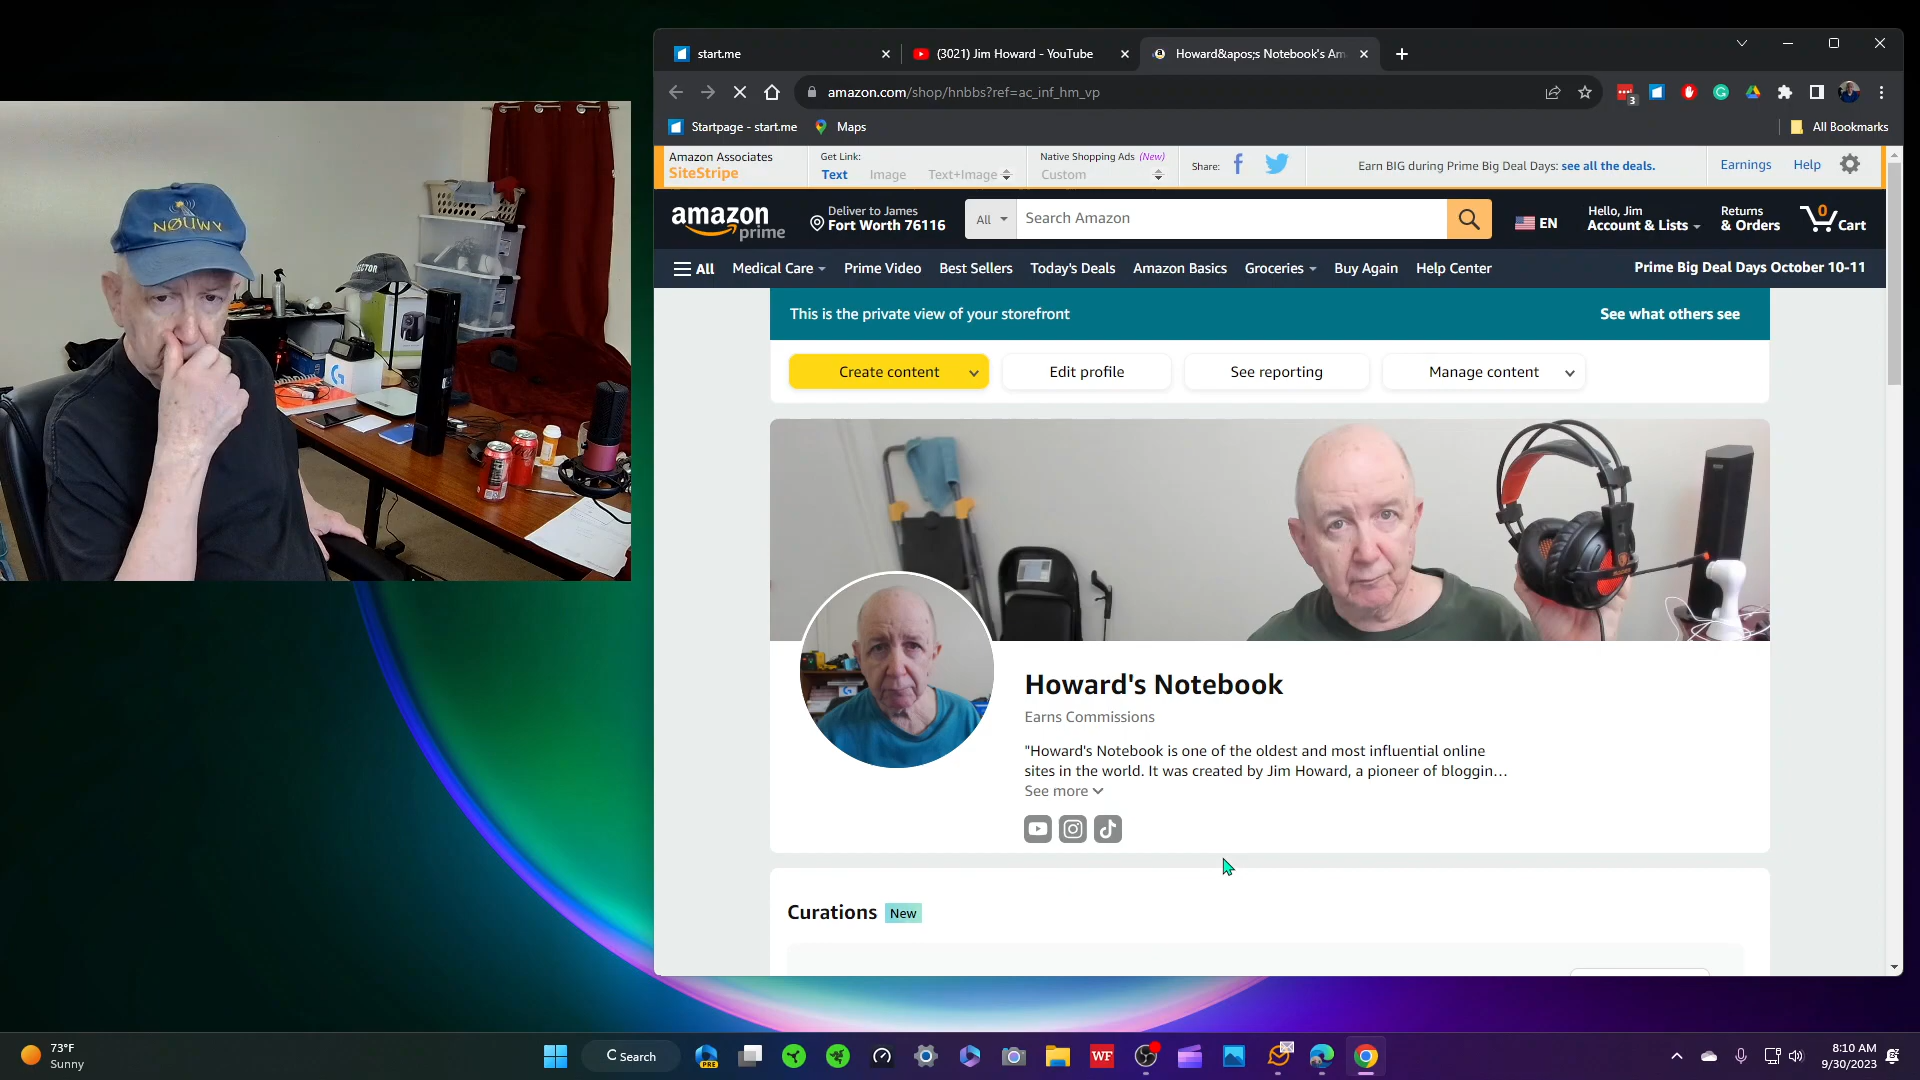 start.me
(3021) Jim Howard - YouTube
Howard&apos;s Notebook's Am
amazon.com/shop/hnbbs?ref=ac_inf_hm_vp
3
Startpage - start.me
Maps
All Bookmarks
Amazon Associates
SiteStripe
Get Link:
Text
Image
Text+Image
Native Shopping Ads (New)
Custom
Share:
Earn BIG during Prime Big Deal Days: see all the deals.
Earnings
Help
amazon
prime
Deliver to James
Fort Worth 76116
All
Search Amazon
EN
Hello, Jim
Account & Lists
Returns
& Orders
0
Cart
All
Medical Care
Prime Video
Best Sellers
Today's Deals
Amazon Basics
Groceries
Buy Again
Help Center
Prime Big Deal Days October 10-11
This is the private view of your storefront
See what others see
Create content
Edit profile
See reporting
Manage content
Howard's Notebook
Earns Commissions
"Howard's Notebook is one of the oldest and most influential online
sites in the world. It was created by Jim Howard, a pioneer of bloggin…
See more
Curations New
NØUWY
73°F
Sunny
Search
PRE
WF
8:10 AM
9/30/2023